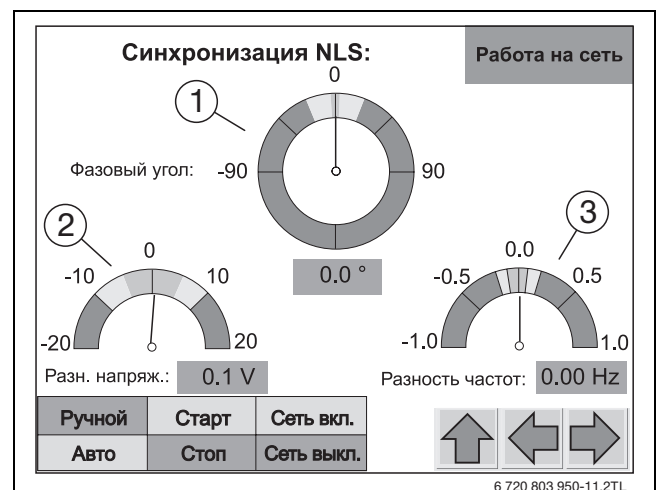 Синхронизация NLS:
Работа на сеть
0
1
Фазовый угол: -90 90
0.0 °
2
0
-10 10
-20 20
Разн. напряж.: 0.1 V
3
0.0
-0.5 0.5
-1.0 1.0
Разность частот: 0.00 Hz
Ручной Старт Сеть вкл.
Авто Стоп Сеть выкл.
6 720 803 950-11.2TL